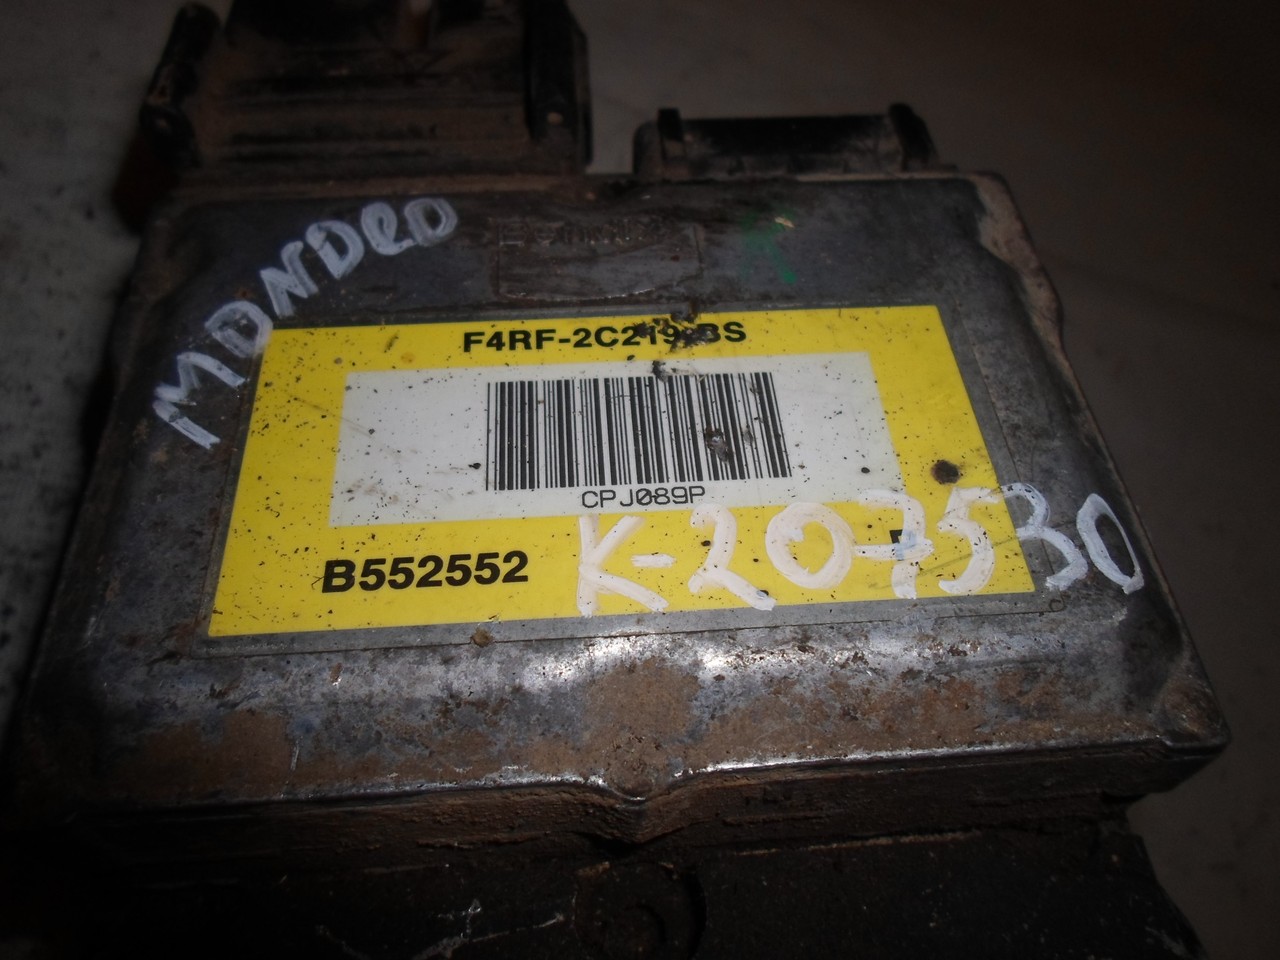 MONDEO
F4RF-2C219-BS
CPJ089P
B552552
K-207530